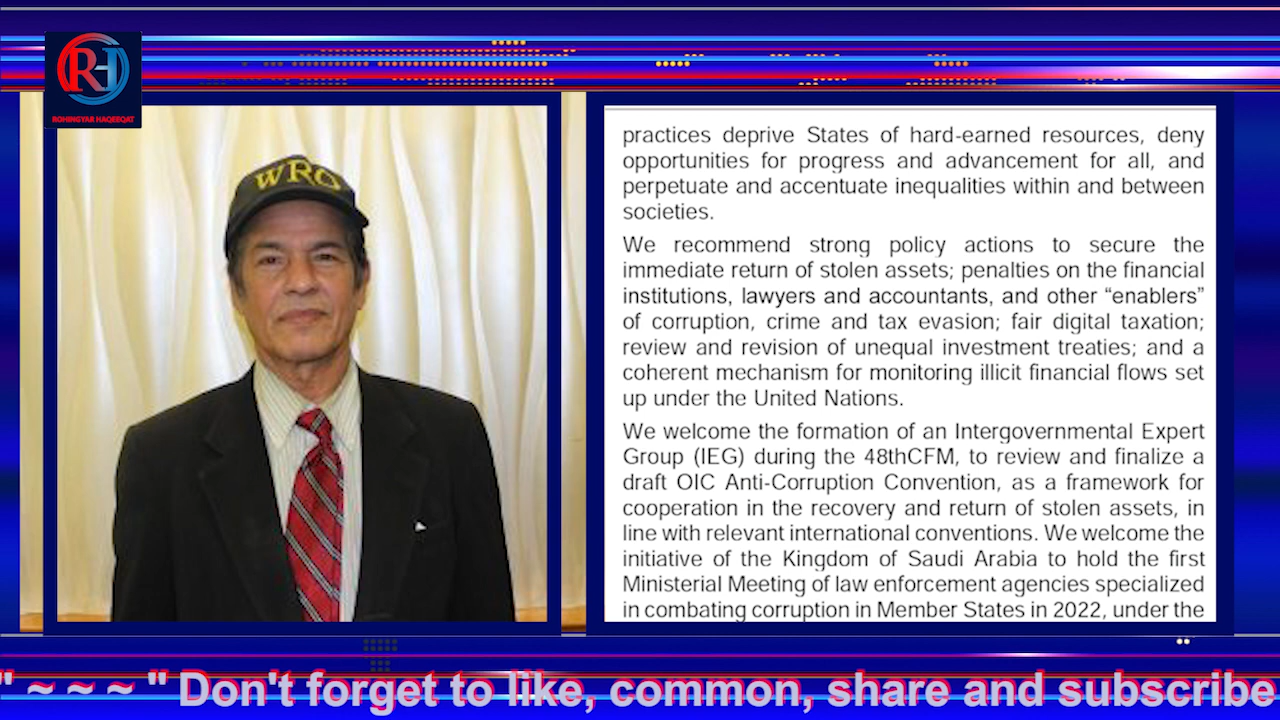 RH
ROHINGYAR HAQEEQAT
WRO
practices deprive States of hard-earned resources, deny
opportunities for progress and advancement for all, and
perpetuate and accentuate inequalities within and between
societies.
We recommend strong policy actions to secure the
immediate return of stolen assets; penalties on the financial
institutions, lawyers and accountants, and other “enablers”
of corruption, crime and tax evasion; fair digital taxation;
review and revision of unequal investment treaties; and a
coherent mechanism for monitoring illicit financial flows set
up under the United Nations.
We welcome the formation of an Intergovernmental Expert
Group (IEG) during the 48thCFM, to review and finalize a
draft OIC Anti-Corruption Convention, as a framework for
cooperation in the recovery and return of stolen assets, in
line with relevant international conventions. We welcome the
initiative of the Kingdom of Saudi Arabia to hold the first
Ministerial Meeting of law enforcement agencies specialized
in combating corruption in Member States in 2022, under the
" ~ ~ ~ " Don't forget to like, common, share and subscribe